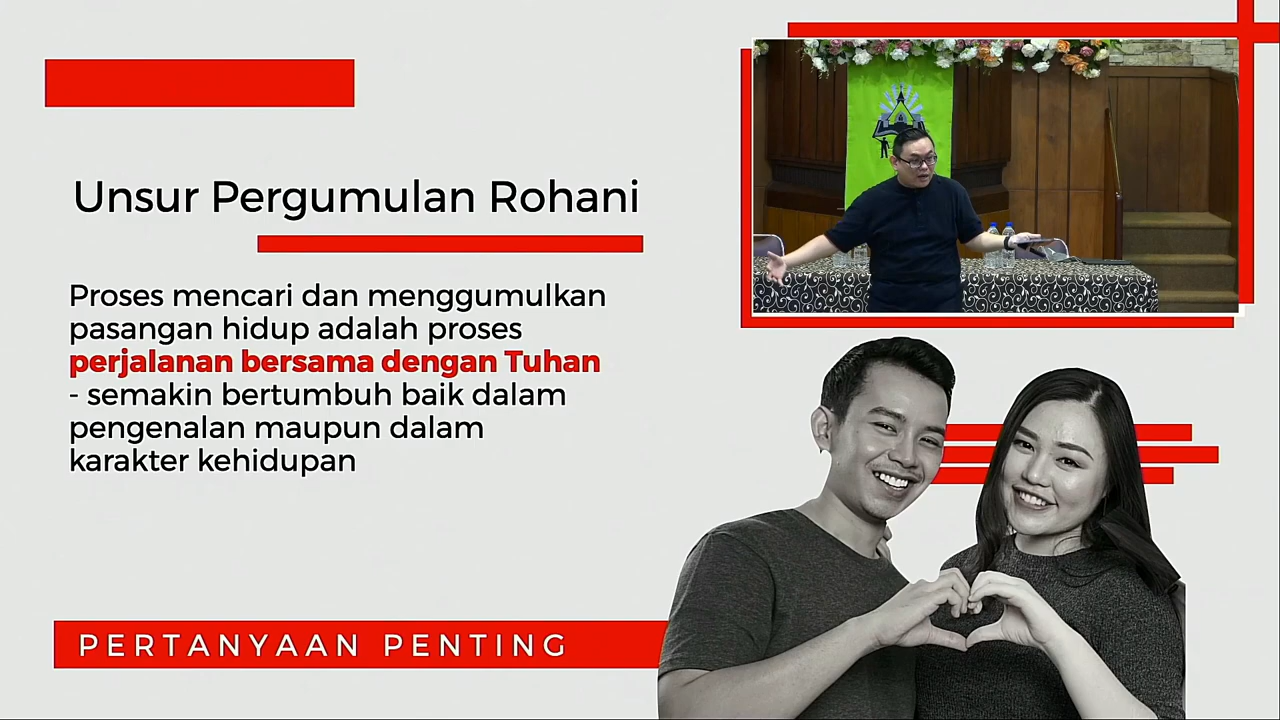 Unsur Pergumulan Rohani
Proses mencari dan menggumulkan
pasangan hidup adalah proses
perjalanan bersama dengan Tuhan
- semakin bertumbuh baik dalam
pengenalan maupun dalam
karakter kehidupan
PERTANYAAN PENTING